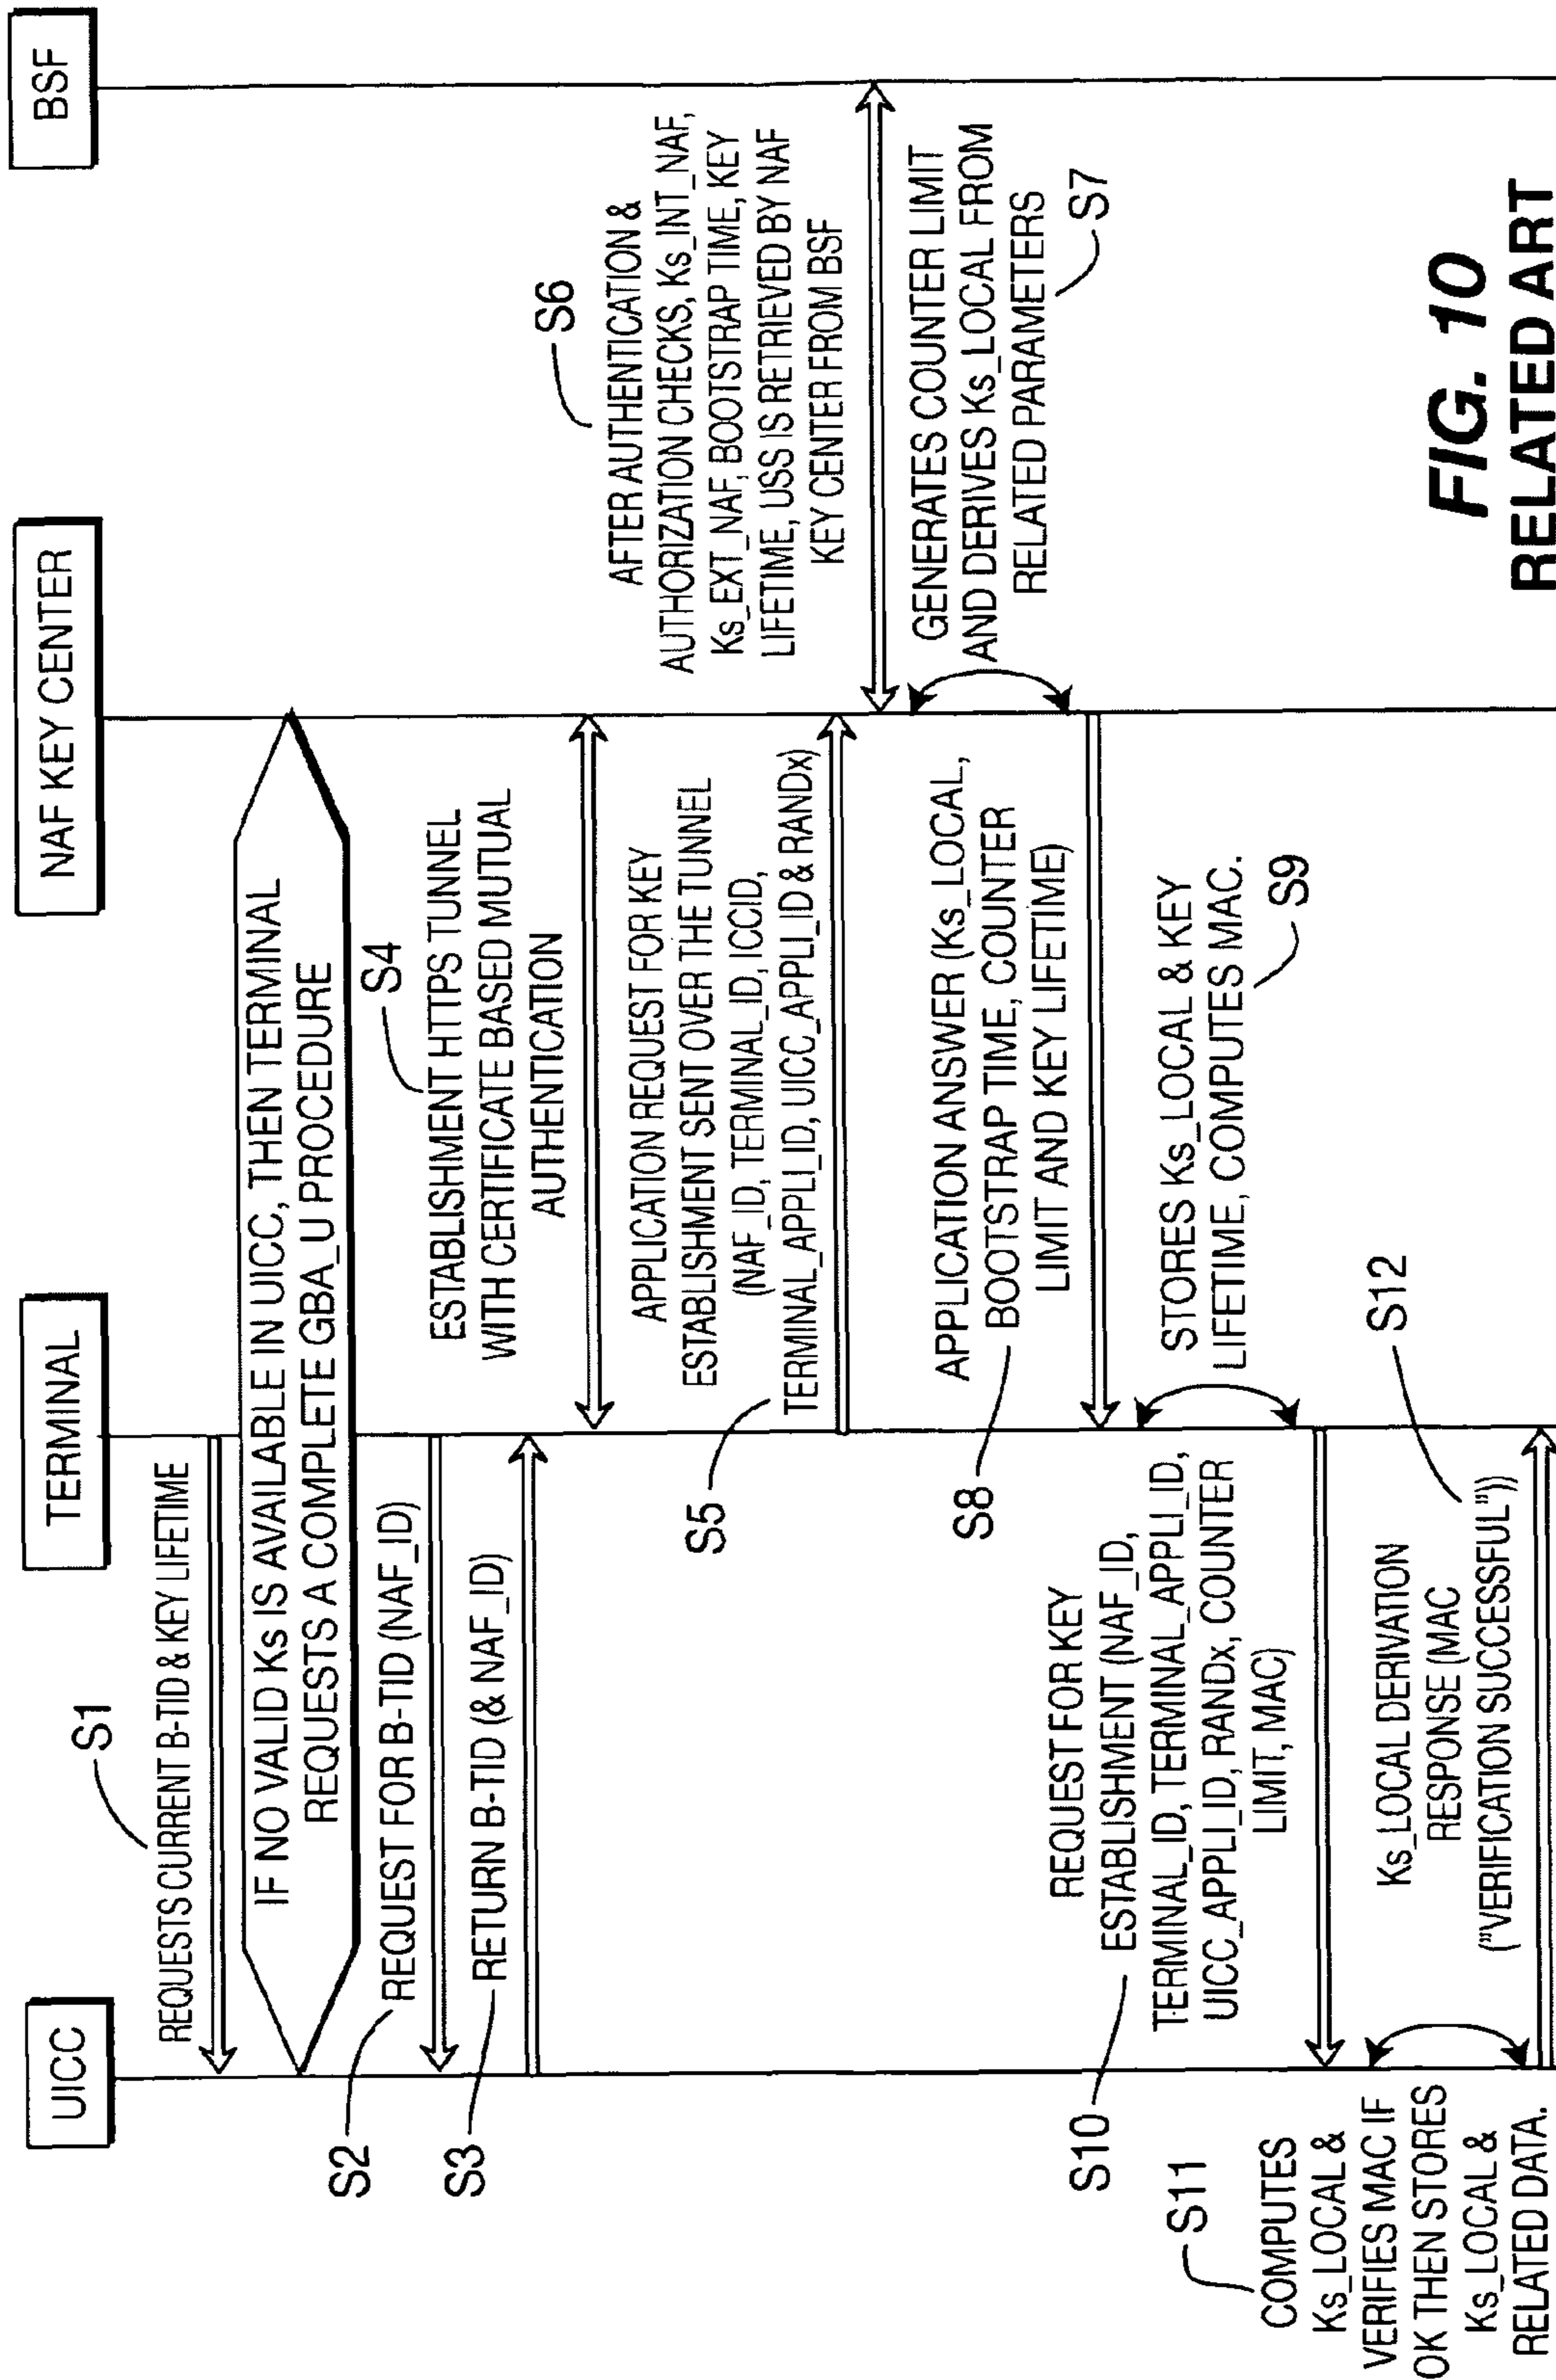 UICC
TERMINAL
NAF KEY CENTER
BSF
S1
REQUESTS CURRENT B-TID & KEY LIFETIME
IF NO VALID Ks IS AVAILABLE IN UICC, THEN TERMINAL
REQUESTS A COMPLETE GBA_U PROCEDURE
S2
REQUEST FOR B-TID (NAF_ID)
S3
RETURN B-TID (& NAF_ID)
S4
ESTABLISHMENT HTTPS TUNNEL
WITH CERTIFICATE BASED MUTUAL
AUTHENTICATION
S5
APPLICATION REQUEST FOR KEY
ESTABLISHMENT SENT OVER THE TUNNEL
(NAF_ID, TERMINAL_ID, ICCID,
TERMINAL_APPLI_ID, UICC_APPLI_ID & RANDx)
S6
AFTER AUTHENTICATION &
AUTHORIZATION CHECKS, Ks_INT_NAF,
Ks_EXT_NAF, BOOTSTRAP TIME, KEY
LIFETIME, USS IS RETRIEVED BY NAF
KEY CENTER FROM BSF
GENERATES COUNTER LIMIT
AND DERIVES Ks_LOCAL FROM
RELATED PARAMETERS
S7
S8
APPLICATION ANSWER (Ks_LOCAL,
BOOTSTRAP TIME, COUNTER
LIMIT AND KEY LIFETIME)
STORES Ks_LOCAL & KEY
LIFETIME, COMPUTES MAC.
S9
S10
REQUEST FOR KEY
ESTABLISHMENT (NAF_ID,
TERMINAL_ID, TERMINAL_APPLI_ID,
UICC_APPLI_ID, RANDx, COUNTER
LIMIT, MAC)
S11
COMPUTES
Ks_LOCAL &
VERIFIES MAC IF
OK THEN STORES
Ks_LOCAL &
RELATED DATA.
S12
Ks_LOCAL DERIVATION
RESPONSE (MAC
("VERIFICATION SUCCESSFUL"))
FIG. 10
RELATED ART